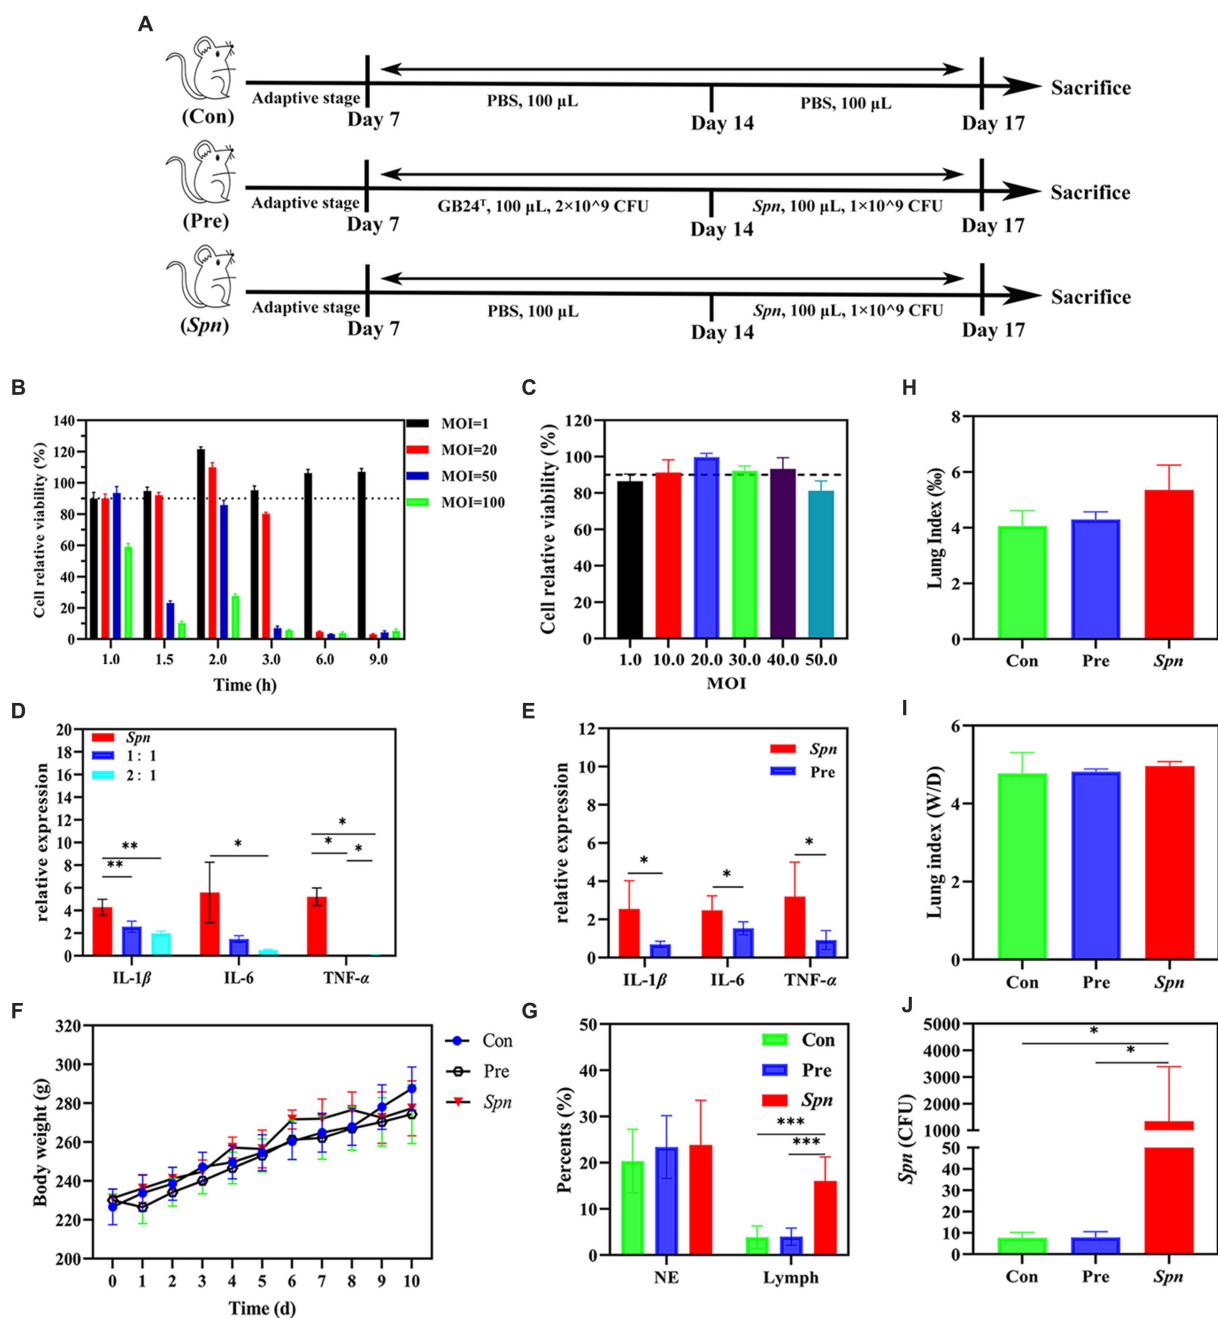 A
(Con)
Adaptive stage
Day 7
PBS, 100 µL
Day 14
PBS, 100 µL
Day 17
Sacrifice
(Pre)
Adaptive stage
Day 7
GB24ᵀ, 100 µL, 2×10^9 CFU
Day 14
Spn, 100 µL, 1×10^9 CFU
Day 17
Sacrifice
(Spn)
Adaptive stage
Day 7
PBS, 100 µL
Day 14
Spn, 100 µL, 1×10^9 CFU
Day 17
Sacrifice
B
Cell relative viability (%)
140
120
100
80
60
40
20
0
1.0 1.5 2.0 3.0 6.0 9.0
Time (h)
MOI=1
MOI=20
MOI=50
MOI=100
C
Cell relative viability (%)
120
100
80
60
40
20
0
1.0 10.0 20.0 30.0 40.0 50.0
MOI
H
Lung Index (‰)
8
6
4
2
0
Con Pre Spn
D
relative expression
20
18
16
14
12
10
8
6
4
2
0
Spn
1 : 1
2 : 1
** ** * * * *
IL-1β IL-6 TNF-α
E
relative expression
12
10
8
6
4
2
0
Spn
Pre
* * *
IL-1β IL-6 TNF-α
I
Lung index (W/D)
6
4
2
0
Con Pre Spn
F
Body weight (g)
320
300
280
260
240
220
200
0 1 2 3 4 5 6 7 8 9 10
Time (d)
Con
Pre
Spn
G
Percents (%)
50
40
30
20
10
0
Con
Pre
Spn
***
***
NE Lymph
J
Spn (CFU)
5000
4000
3000
2000
1000
50
40
30
20
10
0
*
*
Con Pre Spn